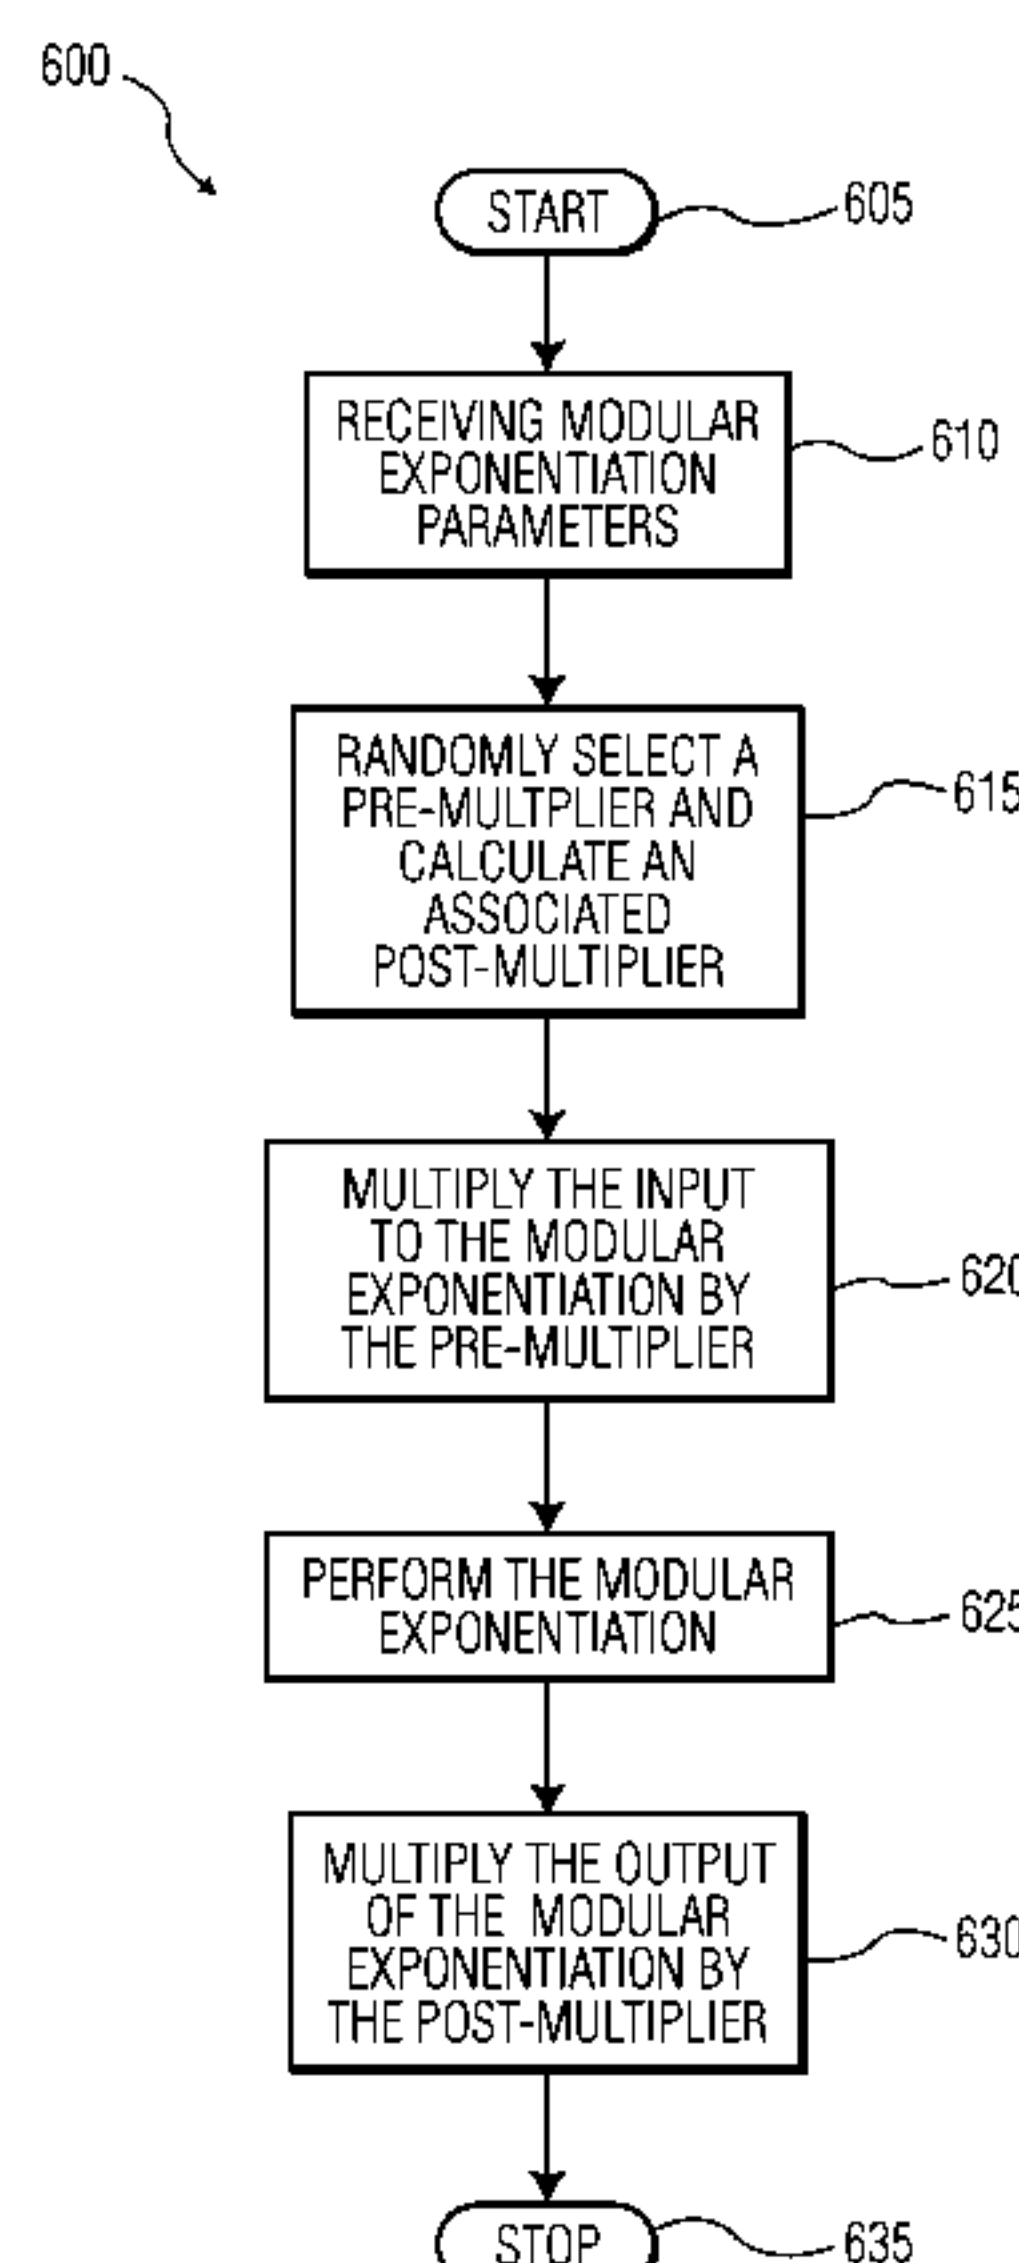 600
START
605
RECEIVING MODULAR
EXPONENTIATION
PARAMETERS
610
RANDOMLY SELECT A
PRE-MULTPLIER AND
CALCULATE AN
ASSOCIATED
POST-MULTIPLIER
615
MULTIPLY THE INPUT
TO THE MODULAR
EXPONENTIATION BY
THE PRE-MULTIPLIER
620
PERFORM THE MODULAR
EXPONENTIATION
625
MULTIPLY THE OUTPUT
OF THE MODULAR
EXPONENTIATION BY
THE POST-MULTIPLIER
630
STOP
635